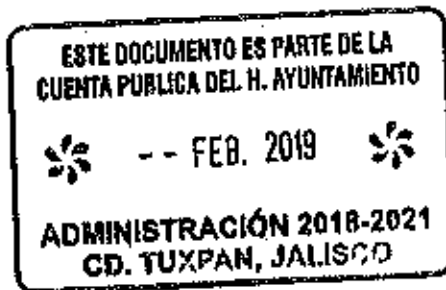 ESTE DOCUMENTO ES PARTE DE LA
CUENTA PUBLICA DEL H. AYUNTAMIENTO
-- FEB. 2019
ADMINISTRACIÓN 2018-2021
CD. TUXPAN, JALISCO